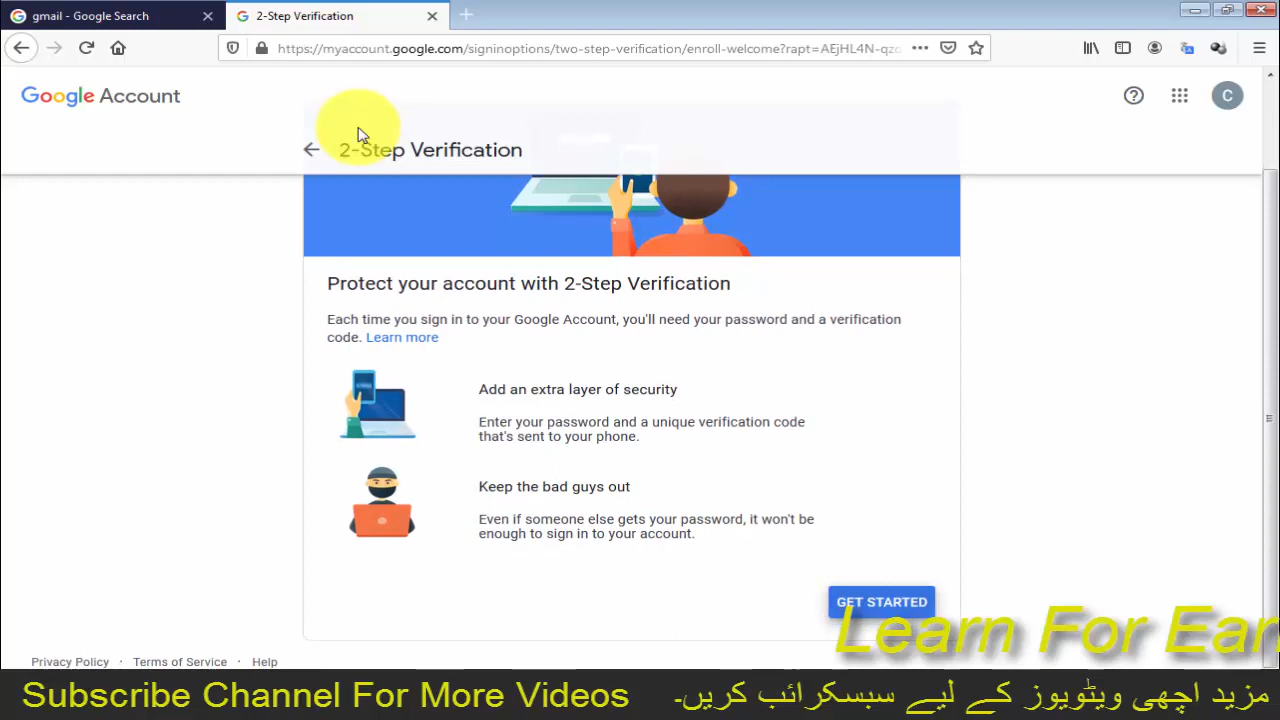 gmail - Google Search
2-Step Verification
https://myaccount.google.com/signinoptions/two-step-verification/enroll-welcome?rapt=AEjHL4N-qzo
Google Account
C
2-Step Verification
Protect your account with 2-Step Verification
Each time you sign in to your Google Account, you'll need your password and a verification
code. Learn more
Add an extra layer of security
Enter your password and a unique verification code
that's sent to your phone.
Keep the bad guys out
Even if someone else gets your password, it won't be
enough to sign in to your account.
GET STARTED
Learn For Ear
Privacy Policy · Terms of Service · Help
Subscribe Channel For More Videos مزید اچھی ویٹویوز کے لیے سبسکرائب کریں۔